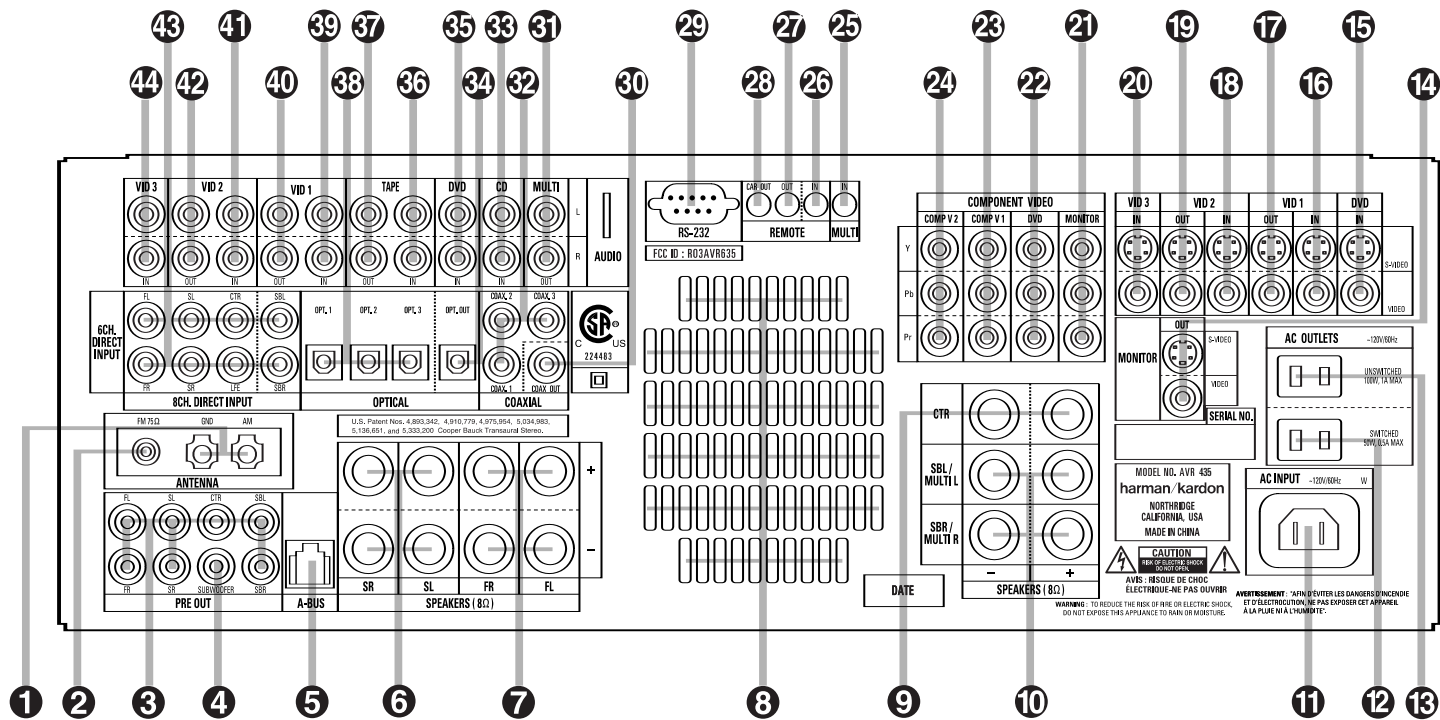 43 41 39 37 35 33 31 29 27 25 23 21 19 17 15
44 42 40 38 36 34 32 30 28 26 24 22 20 18 16 14
VID 3 VID 2 VID 1 TAPE DVD CD MULTI
L
R
AUDIO
IN OUT IN OUT IN OUT IN IN IN OUT
6CH. DIRECT INPUT
FL SL CTR SBL
FR SR LFE SBR
8CH. DIRECT INPUT
OPT. 1 OPT. 2 OPT. 3 OPT. OUT
OPTICAL
COAX. 2 COAX. 3
COAX. 1 COAX OUT
COAXIAL
CSA ®
C US
224483
RS-232
CAR OUT OUT IN IN
REMOTE MULTI
FCC ID : RO3AVR635
COMPONENT VIDEO
COMP V 2 COMP V 1 DVD MONITOR
Y
Pb
Pr
VID 3 VID 2 VID 1 DVD
IN OUT IN OUT IN IN
S-VIDEO
VIDEO
MONITOR
OUT
S-VIDEO
VIDEO
SERIAL NO.
AC OUTLETS ~120V/60Hz
UNSWITCHED
100W, 1A MAX
SWITCHED
50W, 0.5A MAX
FM 75Ω GND AM
ANTENNA
U.S. Patent Nos. 4,893,342, 4,910,779, 4,975,954, 5,034,983,
5,136,651, and 5,333,200 Cooper Bauck Transaural Stereo.
FL SL CTR SBL
FR SR SUBWOOFER SBR
PRE OUT
A-BUS
+
−
SR SL FR FL
SPEAKERS ( 8Ω)
CTR
SBL /
MULTI L
SBR /
MULTI R
− +
SPEAKERS ( 8Ω)
DATE
MODEL NO. AVR 435
harman/kardon
NORTHRIDGE
CALIFORNIA, USA
MADE IN CHINA
CAUTION
RISK OF ELECTRIC SHOCK
DO NOT OPEN.
AVIS : RISQUE DE CHOC
ÉLECTRIQUE-NE PAS OUVRIR
WARNING : TO REDUCE THE RISK OF FIRE OR ELECTRIC SHOCK,
DO NOT EXPOSE THIS APPLIANCE TO RAIN OR MOISTURE.
AC INPUT ~120V/60Hz W
AVERTISSEMENT : "AFIN D'ÉVITER LES DANGERS D'INCENDIE
ET D'ÉLECTROCUTION, NE PAS EXPOSER CET APPAREIL
À LA PLUIE NI À L'HUMIDITE".
1 2 3 4 5 6 7 8 9 10 11 12 13